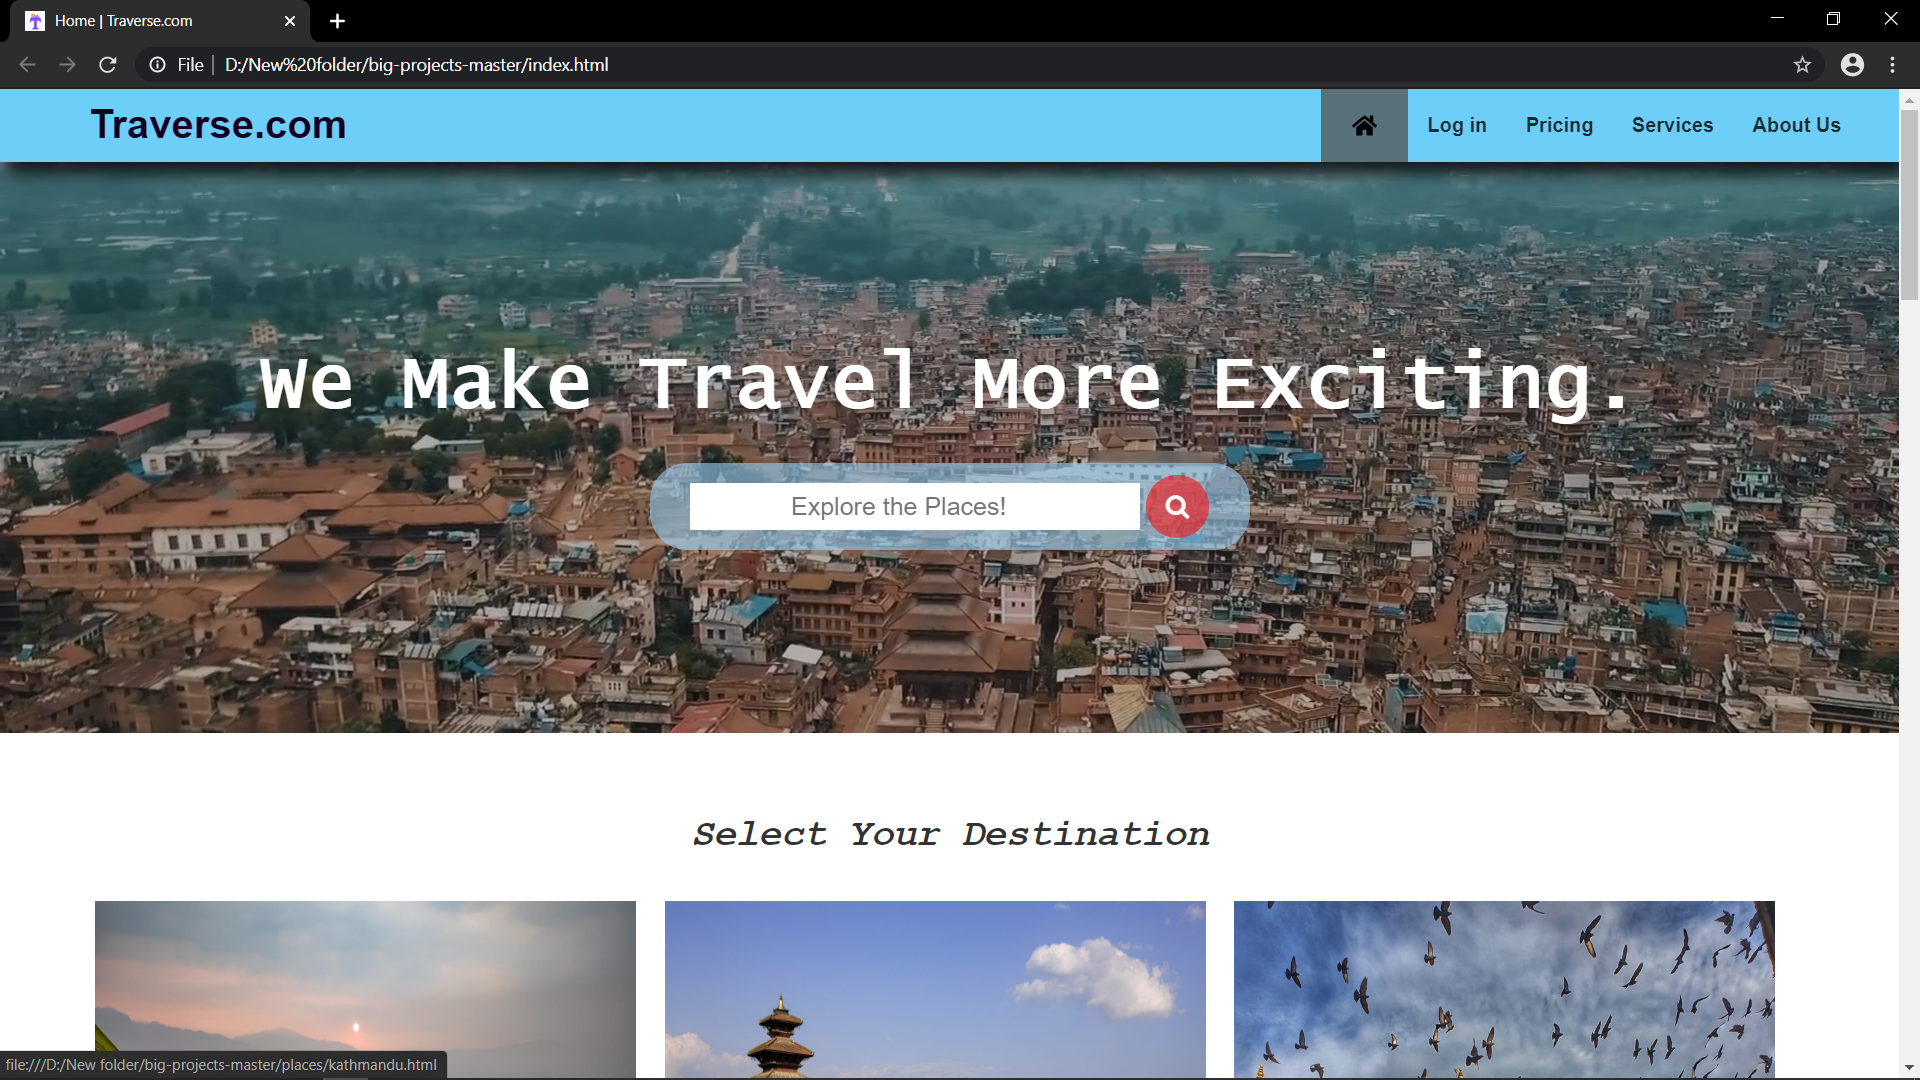 Home | Traverse.com
File | D:/New%20folder/big-projects-master/index.html
Traverse.com
Log in
Pricing
Services
About Us
We Make Travel More Exciting.
Explore the Places!
Select Your Destination
file:///D:/New folder/big-projects-master/places/kathmandu.html